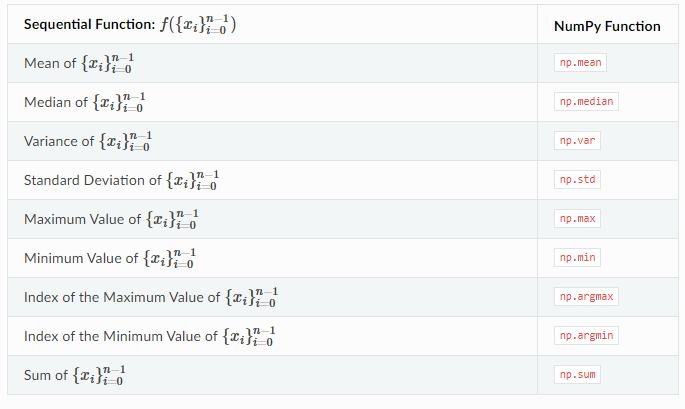 Sequential Function: f({x_i}_{i=0}^{n-1}) NumPy Function
Mean of {x_i}_{i=0}^{n-1} np.mean
Median of {x_i}_{i=0}^{n-1} np.median
Variance of {x_i}_{i=0}^{n-1} np.var
Standard Deviation of {x_i}_{i=0}^{n-1} np.std
Maximum Value of {x_i}_{i=0}^{n-1} np.max
Minimum Value of {x_i}_{i=0}^{n-1} np.min
Index of the Maximum Value of {x_i}_{i=0}^{n-1} np.argmax
Index of the Minimum Value of {x_i}_{i=0}^{n-1} np.argmin
Sum of {x_i}_{i=0}^{n-1} np.sum